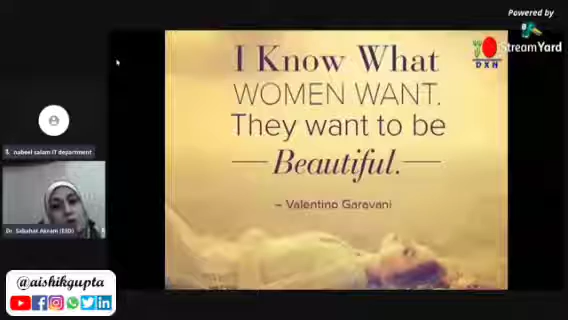 Powered by
StreamYard
DXN
I KNOW WHAT
WOMEN WANT.
They want to be
Beautiful.
– Valentino Garavani
nabeel salam IT department
Dr. Sabahat Akram (ESD)
@aishikgupta